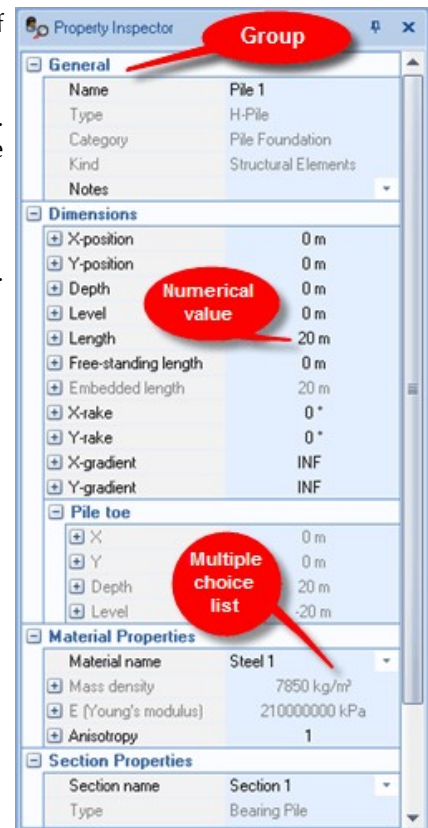 f
.
e
.
Property Inspector
Group
General
Name Pile 1
Type H-Pile
Category Pile Foundation
Kind Structural Elements
Notes
Dimensions
X-position 0 m
Y-position 0 m
Depth 0 m
Level 0 m
Numerical value
Length 20 m
Free-standing length 0 m
Embedded length 20 m
X-rake 0 °
Y-rake 0 °
X-gradient INF
Y-gradient INF
Pile toe
X 0 m
Y 0 m
Depth 20 m
Level -20 m
Multiple choice list
Material Properties
Material name Steel 1
Mass density 7850 kg/m³
E (Young's modulus) 210000000 kPa
Anisotropy 1
Section Properties
Section name Section 1
Type Bearing Pile